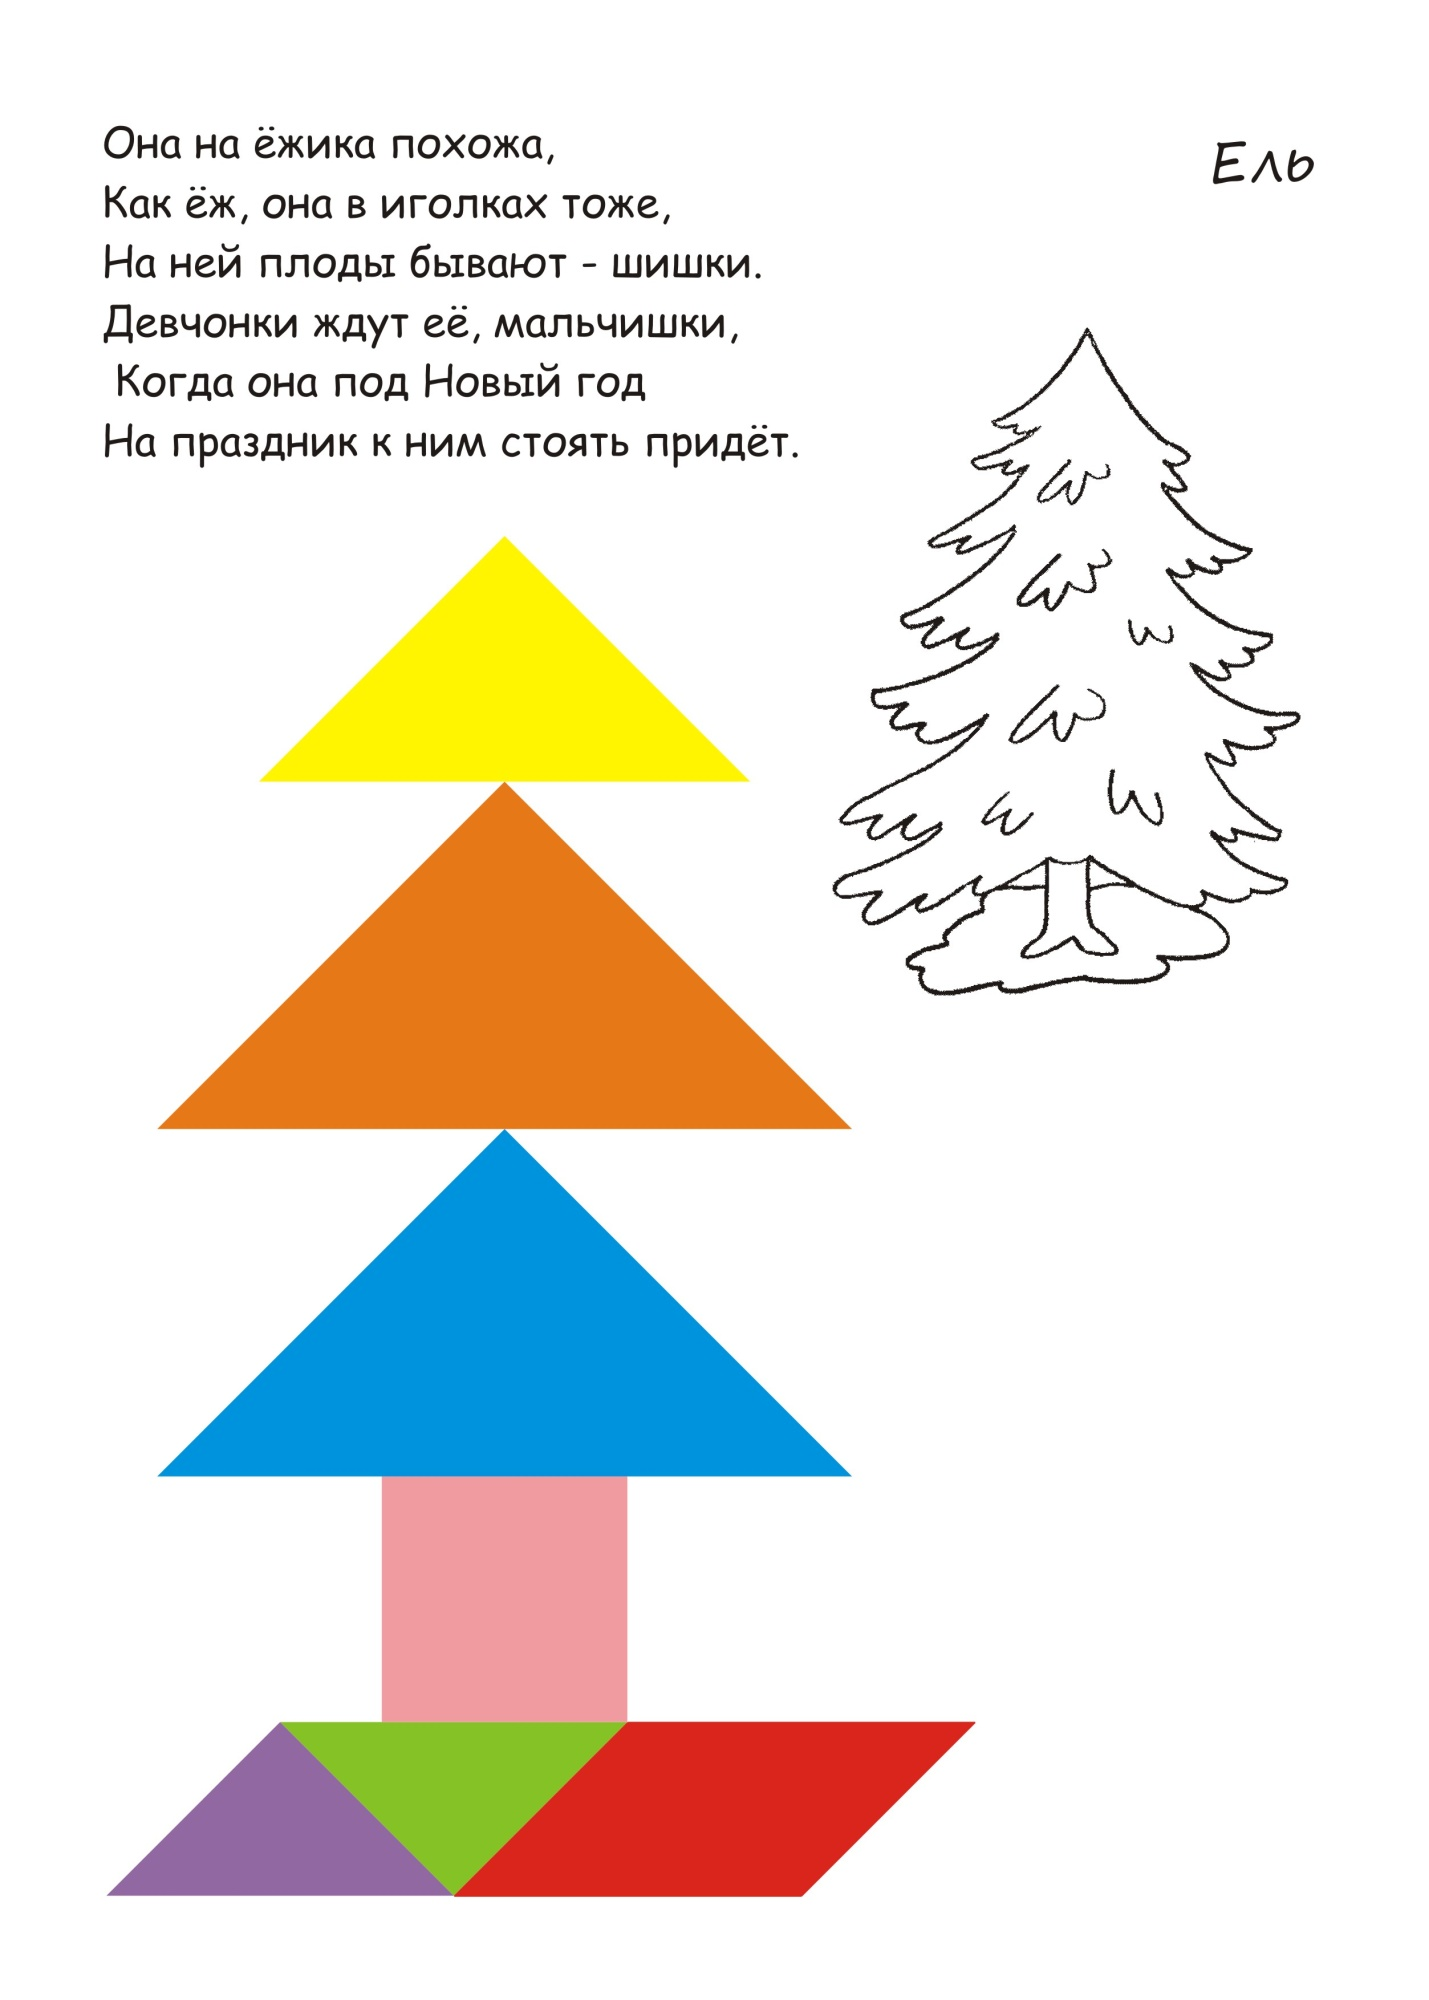 Она на ёжика похожа,
Как ёж, она в иголках тоже,
На ней плоды бывают - шишки.
Девчонки ждут её, мальчишки,
Когда она под Новый год
На праздник к ним стоять придёт.
Ель